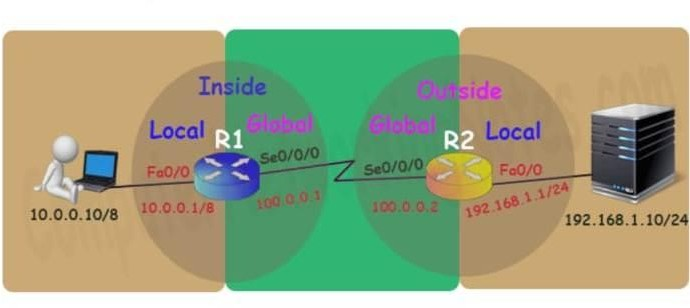 Inside
Outside
Local
Global
Global
Local
R1
R2
Fa0/0
Se0/0/0
Se0/0/0
Fa0/0
10.0.0.10/8
10.0.0.1/8
100.0.0.1
100.0.0.2
192.168.1.1/24
192.168.1.10/24